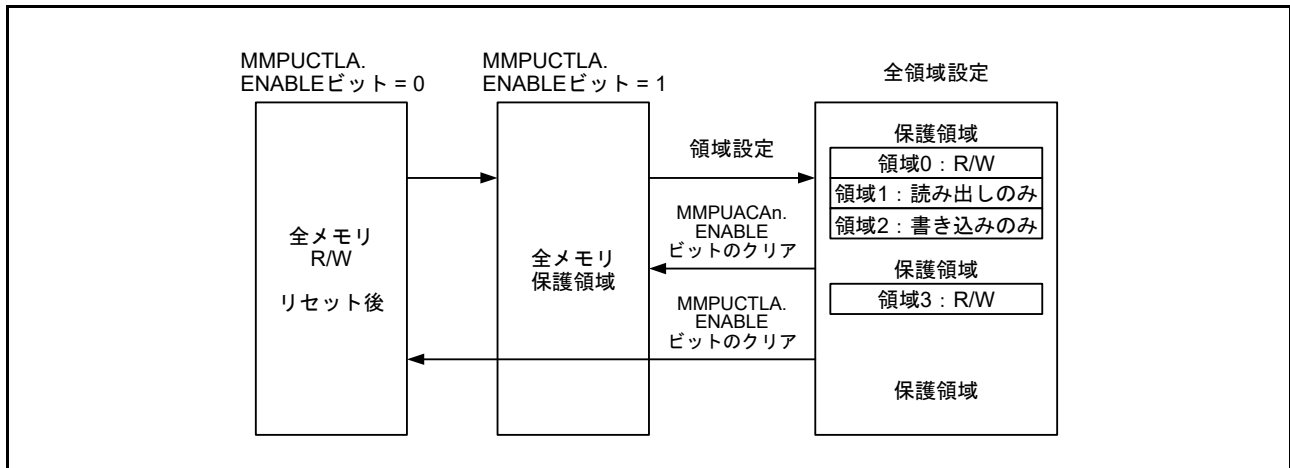 MMPUCTLA.
ENABLEビット = 0
MMPUCTLA.
ENABLEビット = 1
全領域設定
全メモリ
R/W
リセット後
全メモリ
保護領域
領域設定
MMPUACAn.
ENABLE
ビットのクリア
MMPUCTLA.
ENABLE
ビットのクリア
保護領域
領域0：R/W
領域1：読み出しのみ
領域2：書き込みのみ
保護領域
領域3：R/W
保護領域